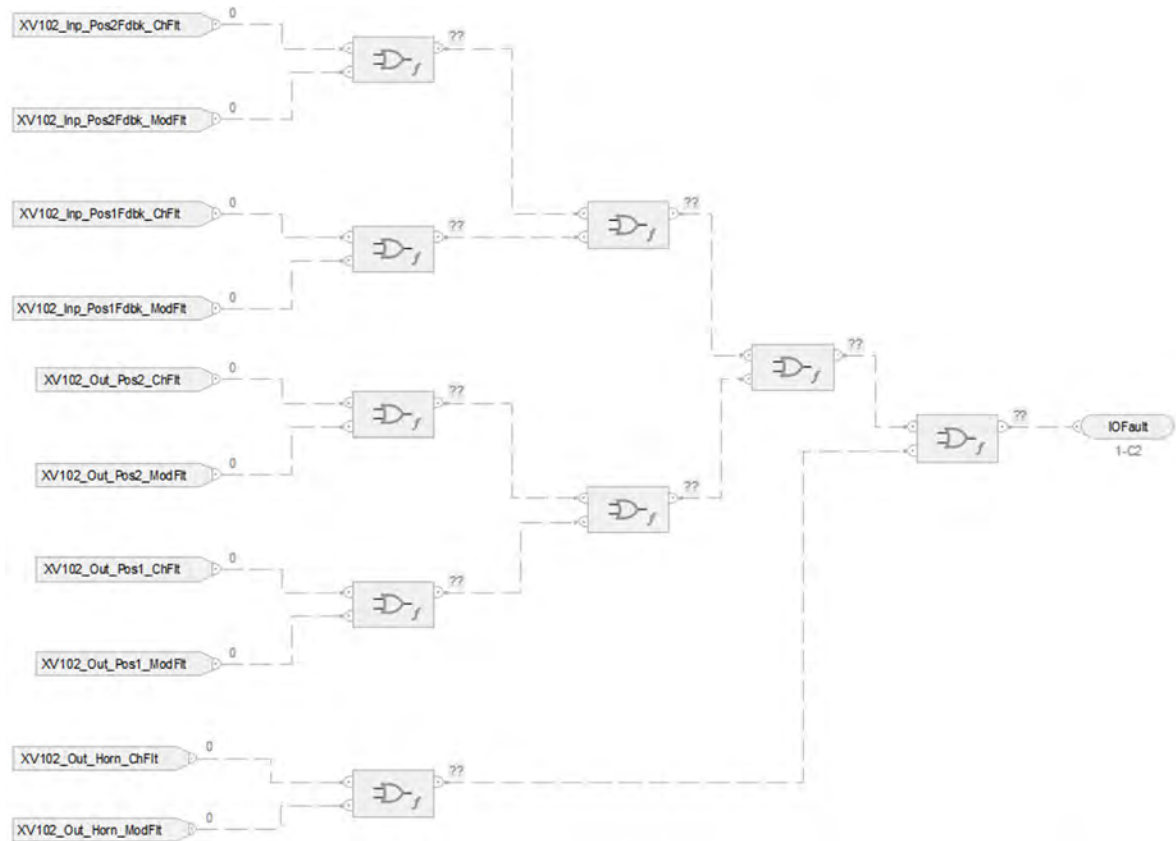 XV102_Inp_Pos2Fdbk_ChFlt
0
??
f
XV102_Inp_Pos2Fdbk_ModFlt
0
XV102_Inp_Pos1Fdbk_ChFlt
0
??
f
??
f
XV102_Inp_Pos1Fdbk_ModFlt
0
XV102_Out_Pos2_ChFlt
0
??
f
??
f
??
f
IOFault
1-C2
XV102_Out_Pos2_ModFlt
0
??
f
XV102_Out_Pos1_ChFlt
0
??
f
XV102_Out_Pos1_ModFlt
0
XV102_Out_Horn_ChFlt
0
??
f
XV102_Out_Horn_ModFlt
0